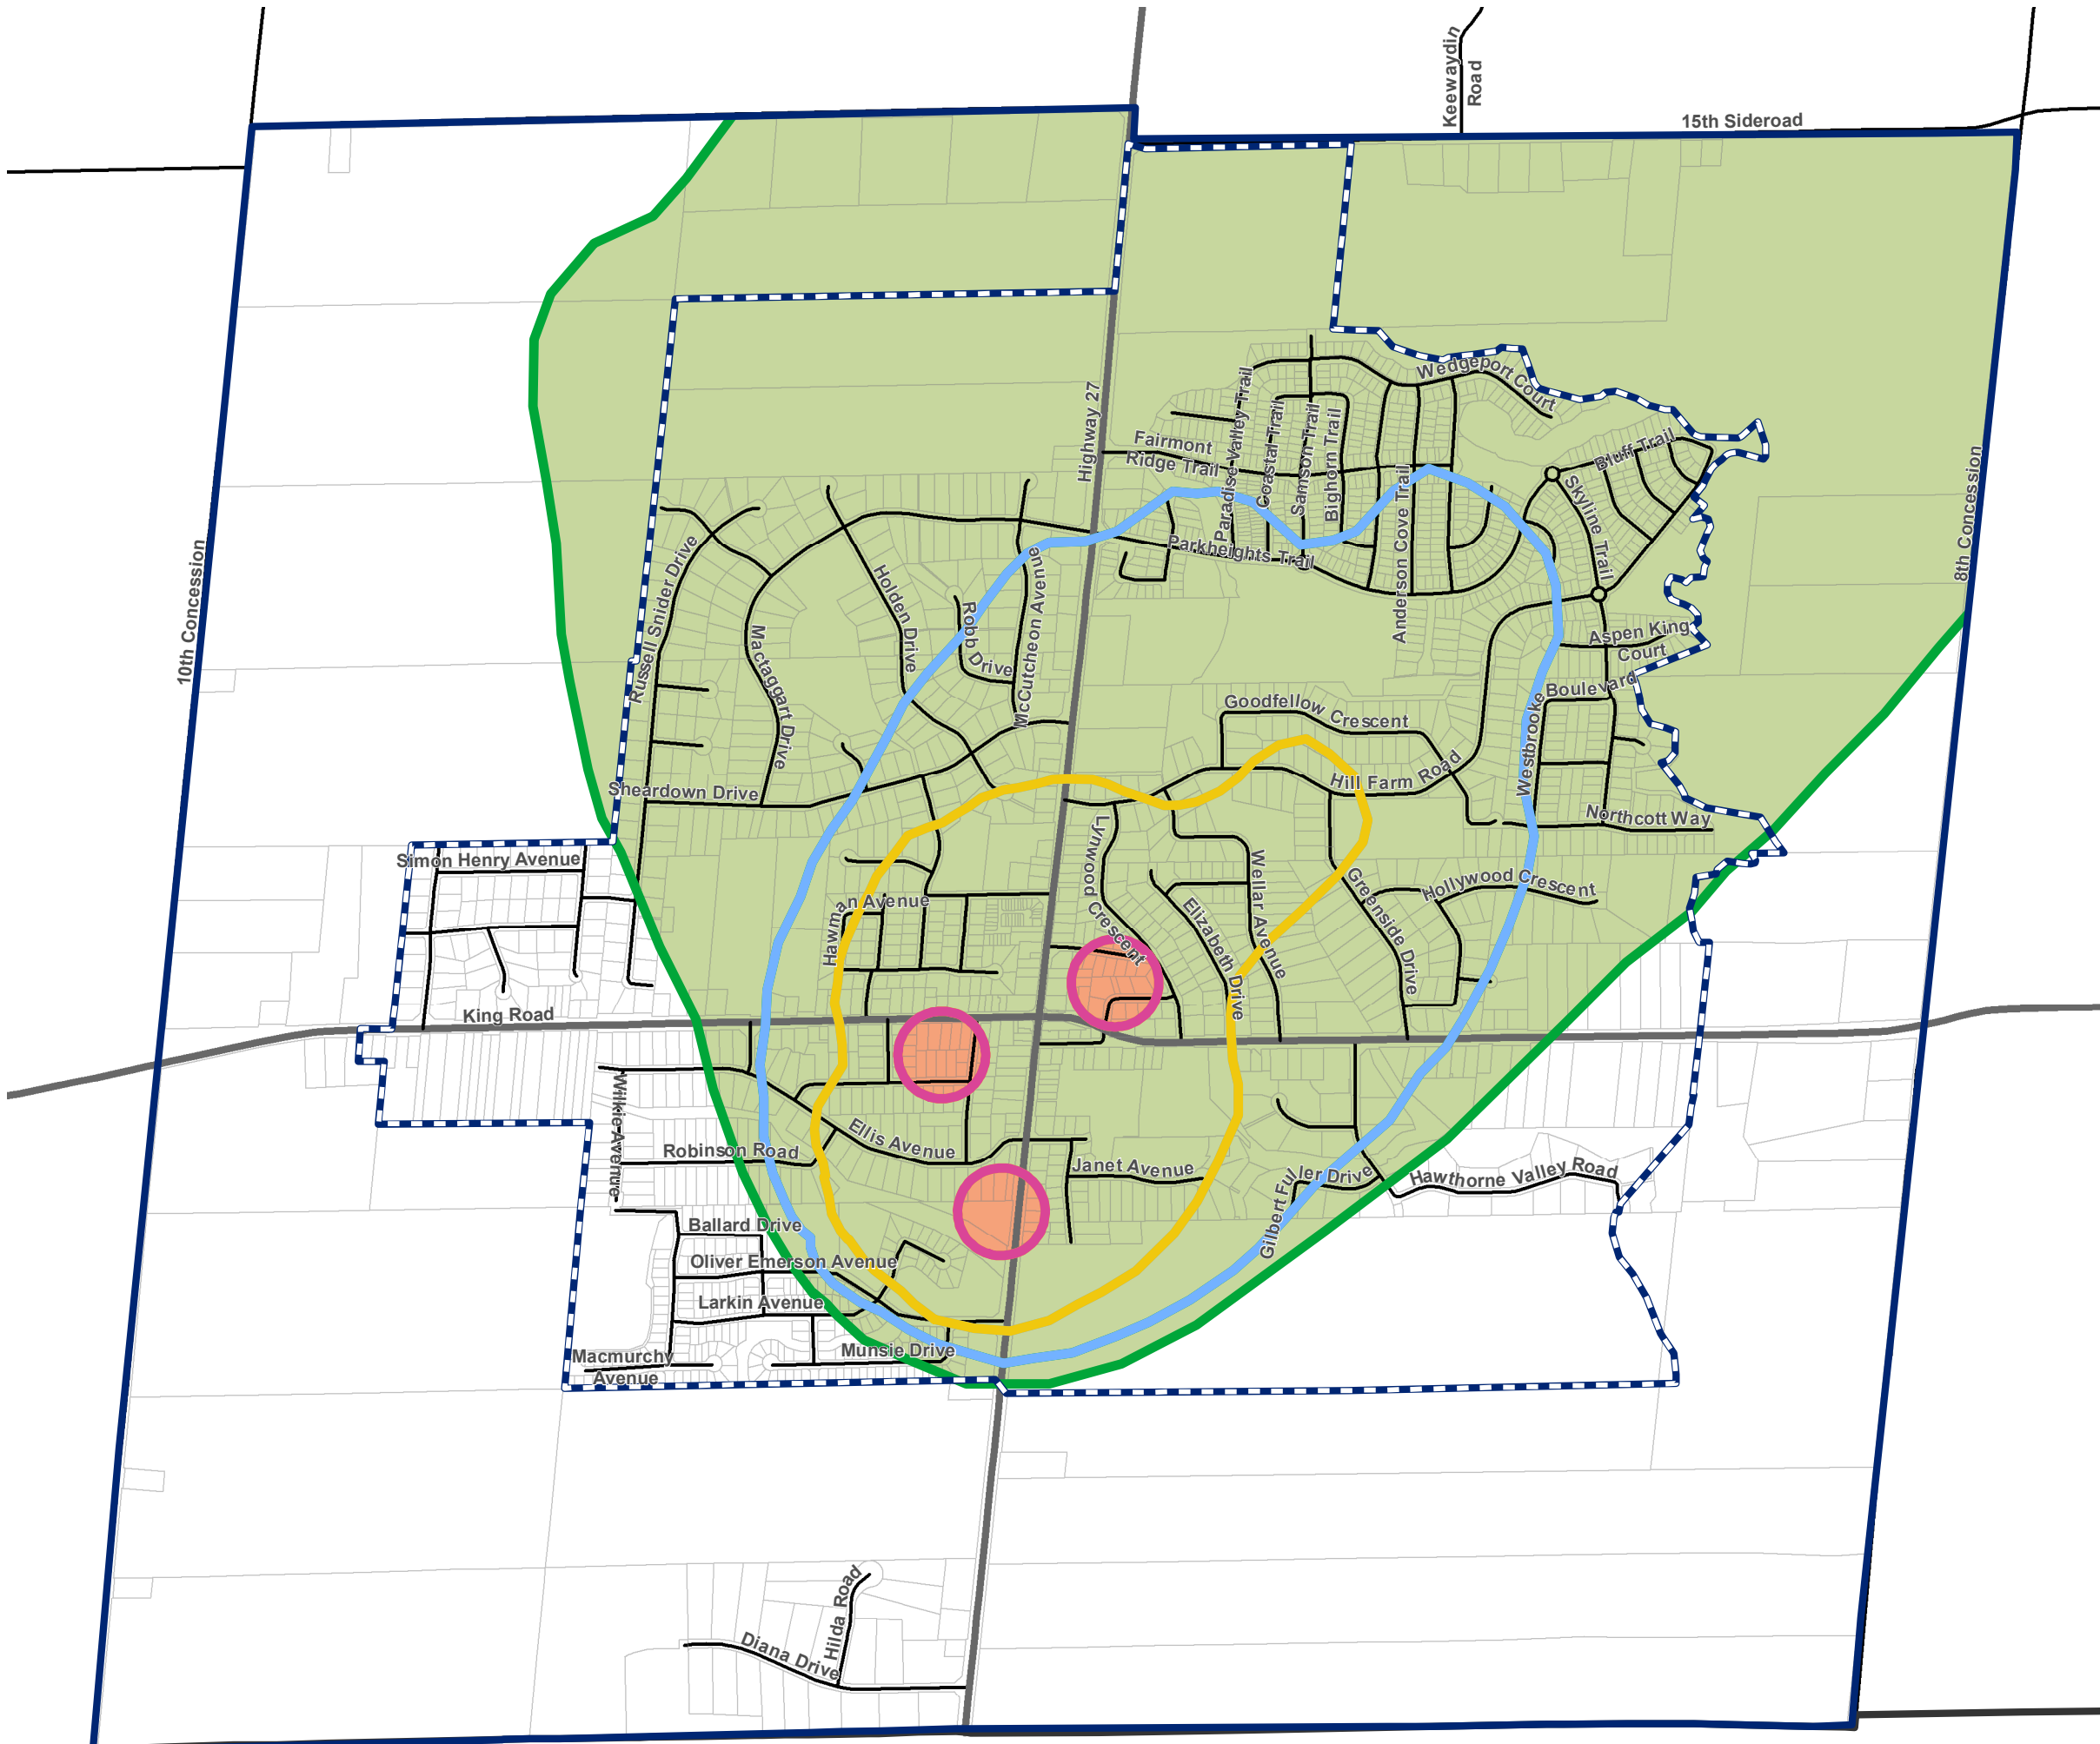 Keewaydin
Road
15th Sideroad
Wedgeport Court
Highway 27
Fairmont
Ridge Trail
Paradise Valley Trail
Coastal Trail
Samson Trail
Bighorn Trail
Bluff Trail
Skyline Trail
8th Concession
10th Concession
Parkheights Trail
Anderson Cove Trail
Russell Snider Drive
Mactaggart Drive
Holden Drive
Robb Drive
McCutcheon Avenue
Aspen King
Court
Westbrooke Boulevard
Goodfellow Crescent
Hill Farm Road
Sheardown Drive
Northcott Way
Simon Henry Avenue
Lynwood Crescent
Wellar Avenue
Elizabeth Drive
Greenside Drive
Hollywood Crescent
Hawman Avenue
King Road
Wilkie Avenue
Ellis Avenue
Robinson Road
Janet Avenue
Gilbert Fuller Drive
Hawthorne Valley Road
Ballard Drive
Oliver Emerson Avenue
Larkin Avenue
Munsie Drive
Macmurchy
Avenue
Hilda Road
Diana Drive